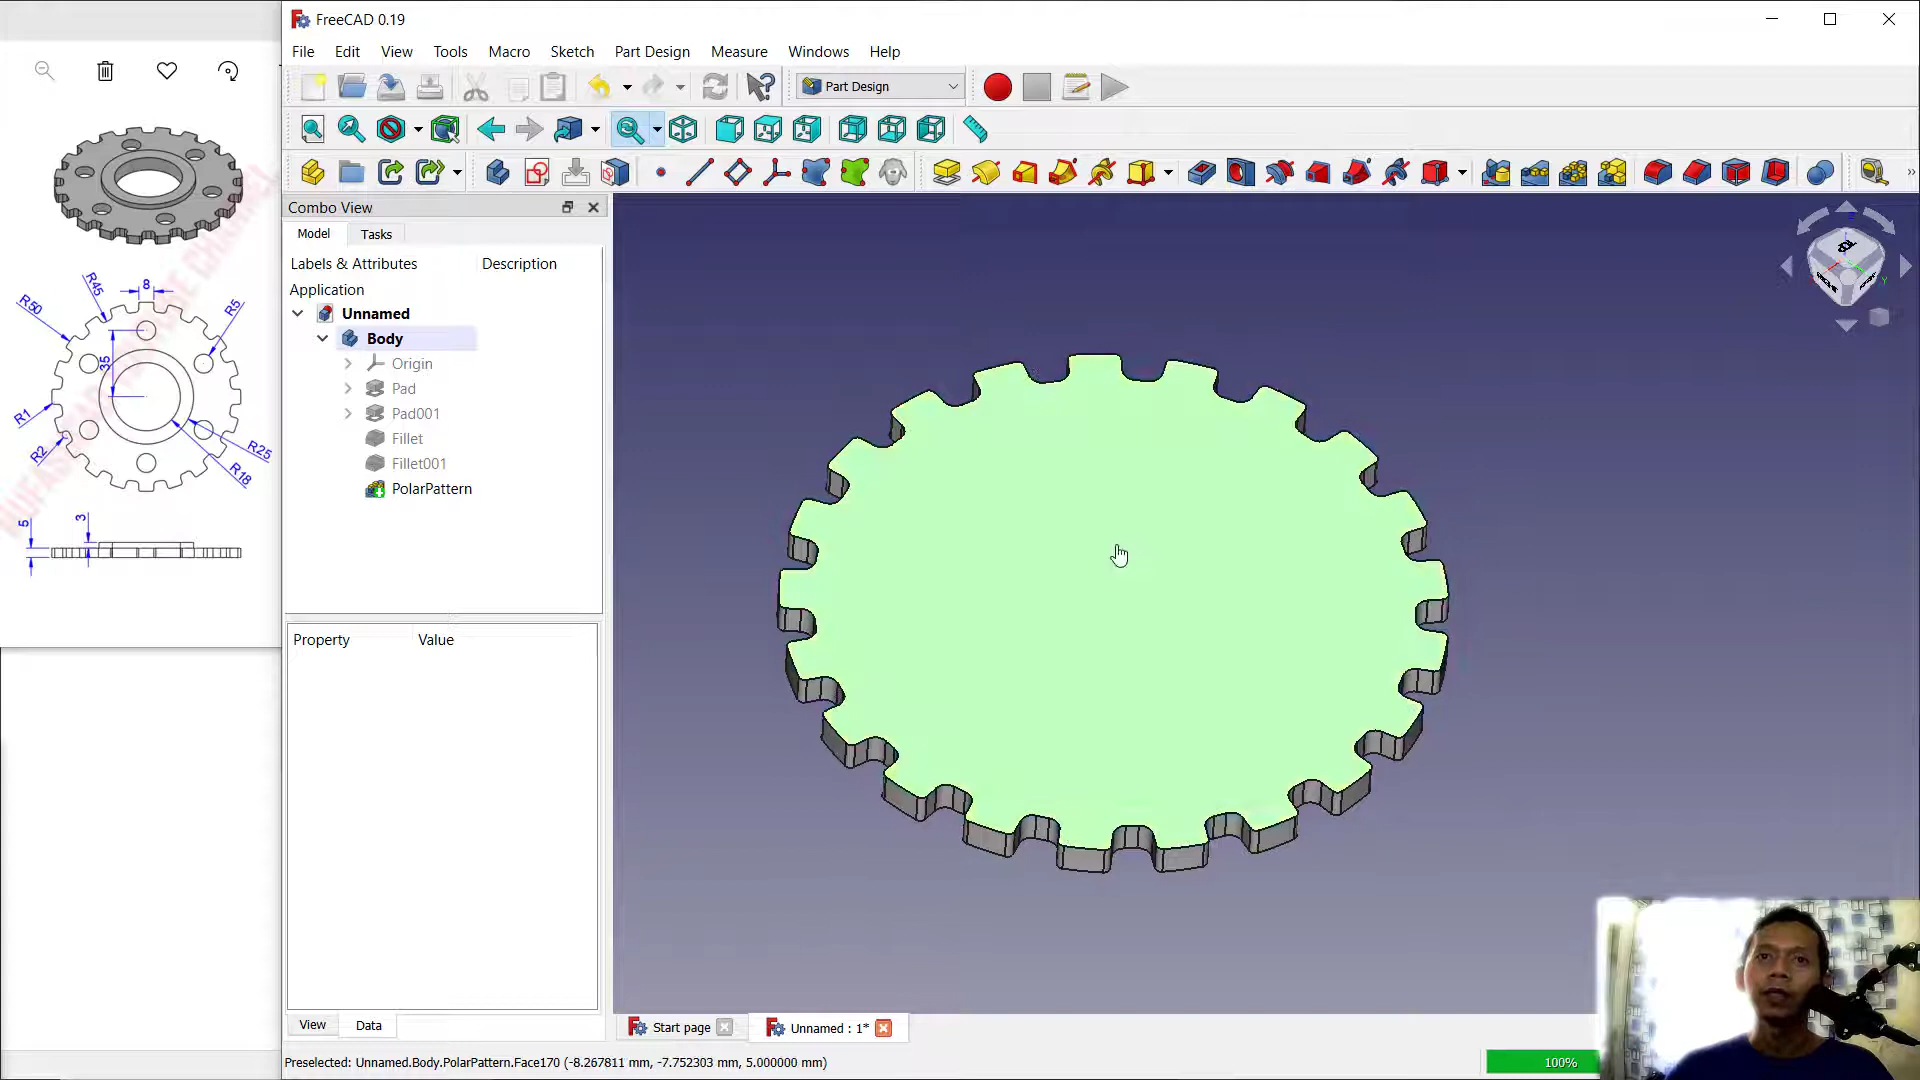 FreeCAD 0.19
File Edit View Tools Macro Sketch Part Design Measure Windows Help
Part Design
Combo View
Model Tasks
Labels & Attributes Description
Application
Unnamed
Body
Origin
Pad
Pad001
Fillet
Fillet001
PolarPattern
Property Value
View Data
Start page Unnamed : 1*
Preselected: Unnamed.Body.PolarPattern.Face170 (-8.267811 mm, -7.752303 mm, 5.000000 mm)
100%
R45
8
R50
R5
35
R1
R2
R25
R18
3
5